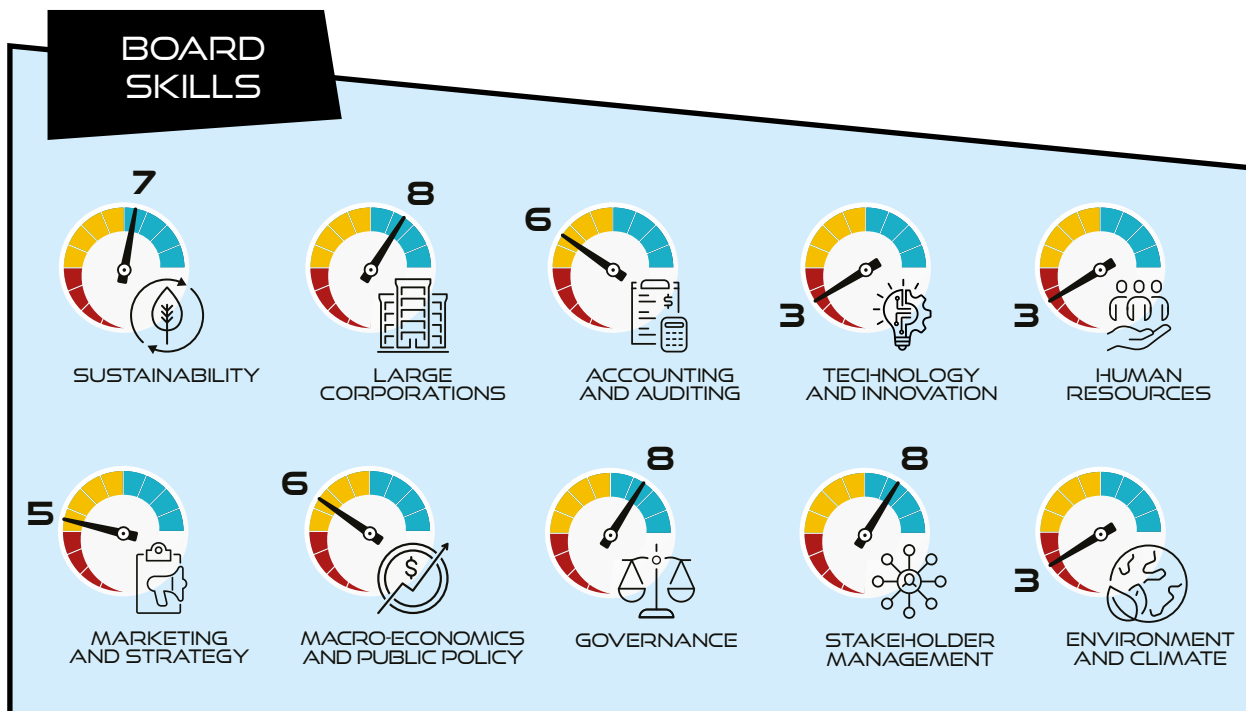 BOARD
SKILLS
7
SUSTAINABILITY
8
LARGE
CORPORATIONS
6
$
ACCOUNTING
AND AUDITING
3
TECHNOLOGY
AND INNOVATION
3
HUMAN
RESOURCES
5
MARKETING
AND STRATEGY
6
$
MACRO-ECONOMICS
AND PUBLIC POLICY
8
GOVERNANCE
8
STAKEHOLDER
MANAGEMENT
3
ENVIRONMENT
AND CLIMATE